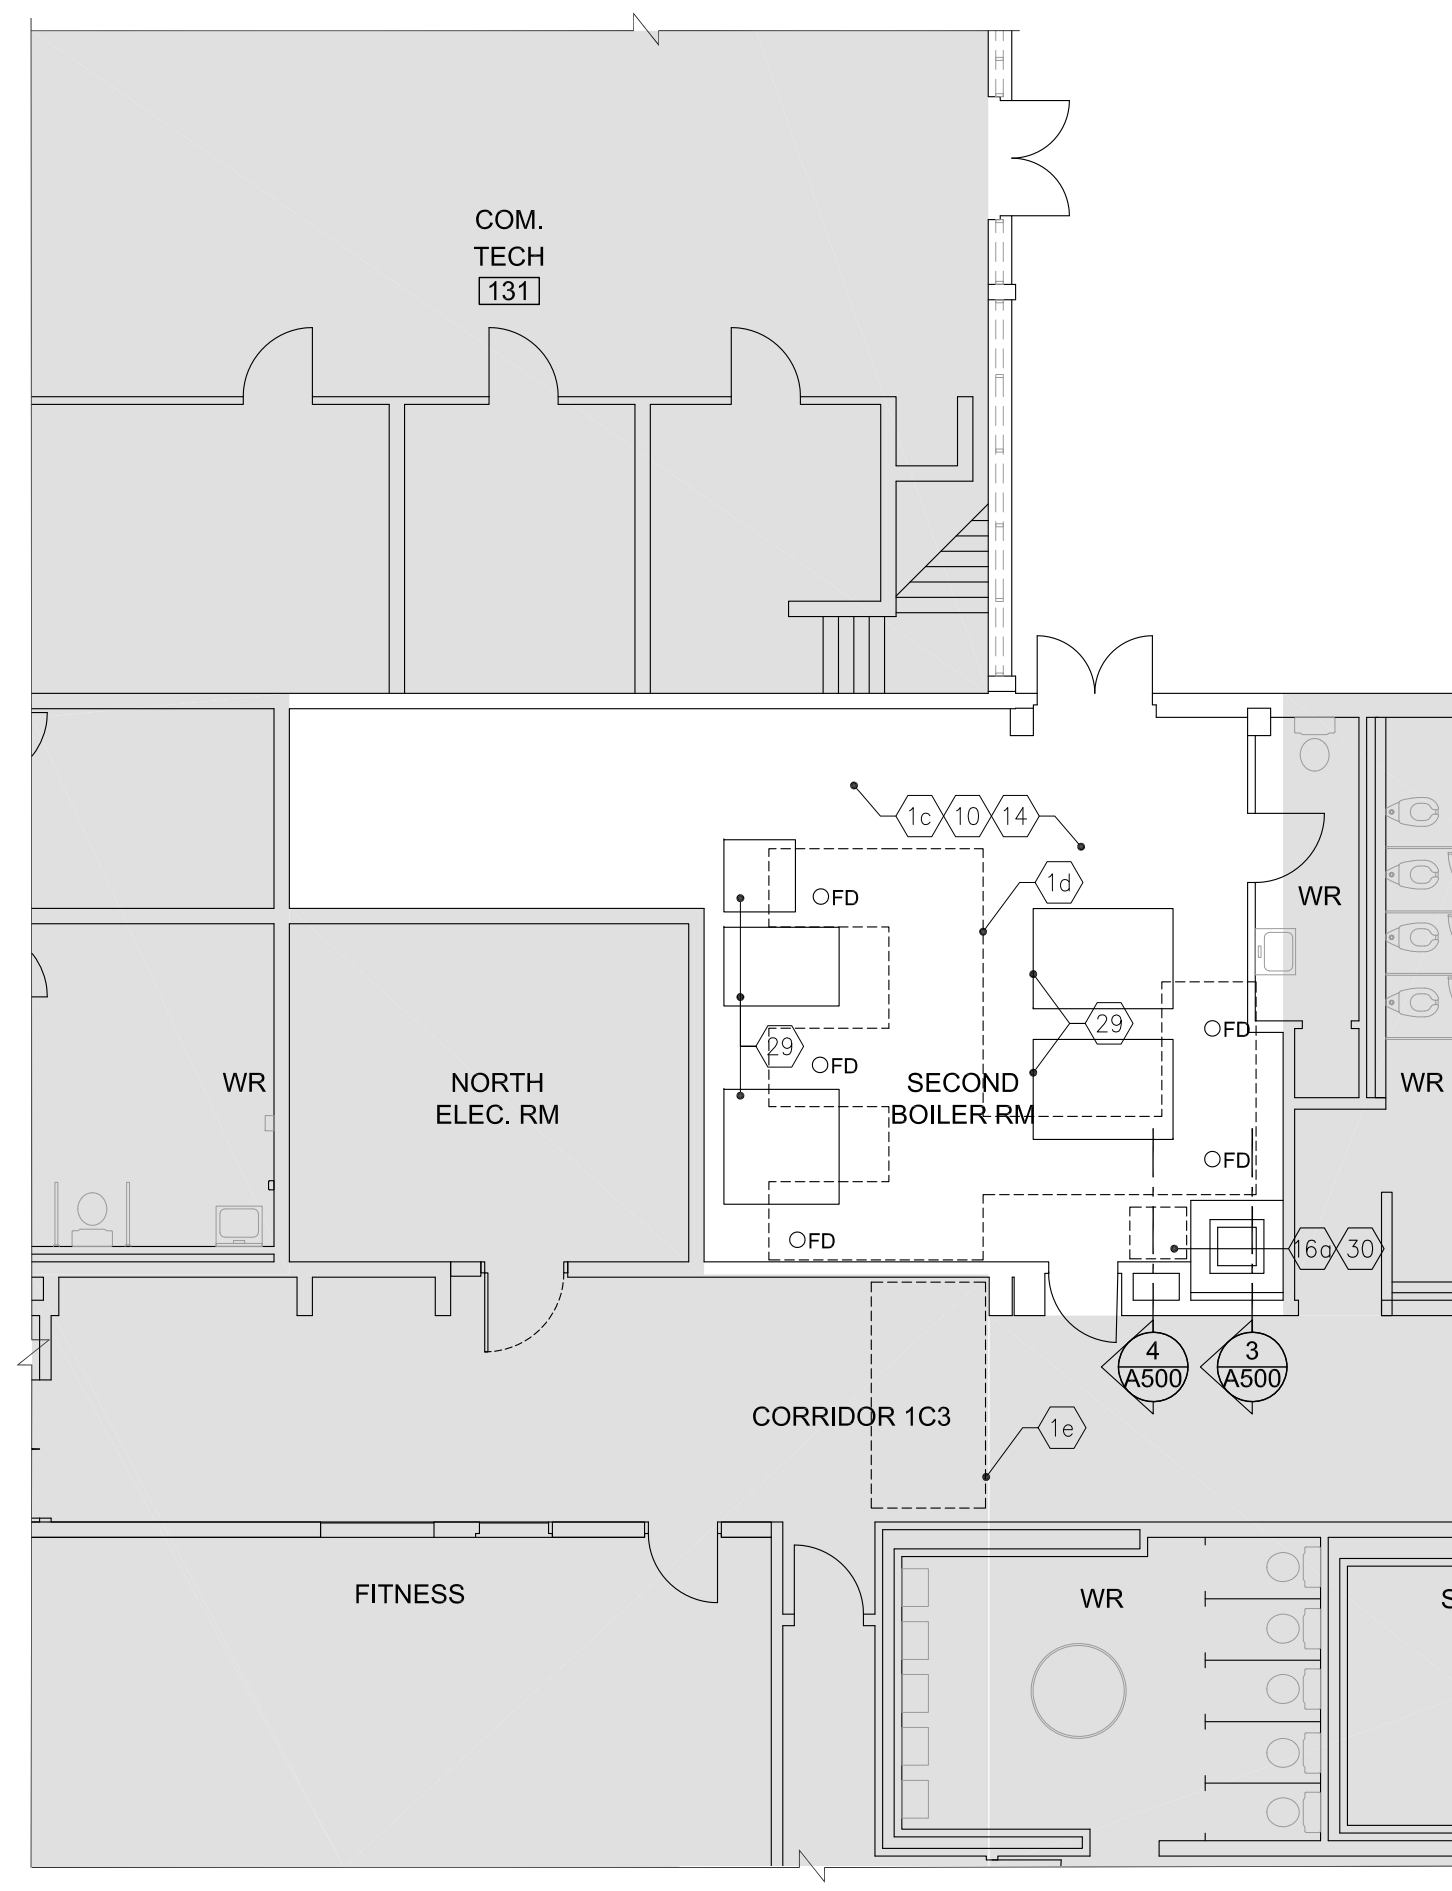 COM.
TECH
131
1c 10 14
1d
FD
WR
29
29
FD
FD
WR
NORTH
ELEC. RM
SECOND
BOILER RM
WR
FD
FD
16a 30
4
A500
3
A500
CORRIDOR 1C3
1e
FITNESS
WR
S